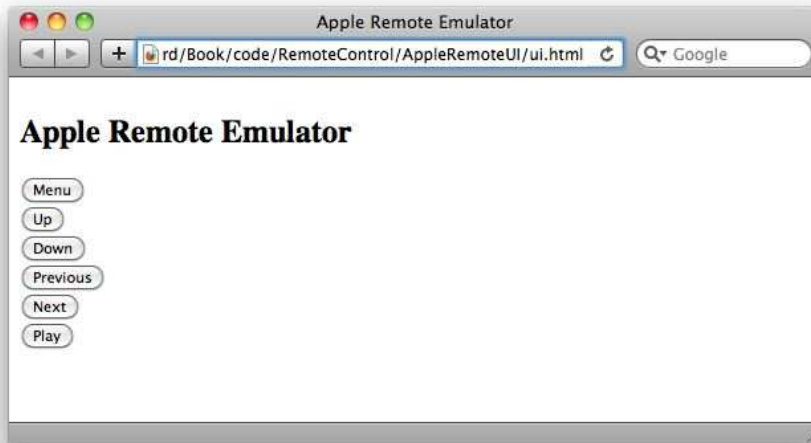 Apple Remote Emulator
+ rd/Book/code/RemoteControl/AppleRemoteUI/ui.html Google
Apple Remote Emulator
Menu
Up
Down
Previous
Next
Play